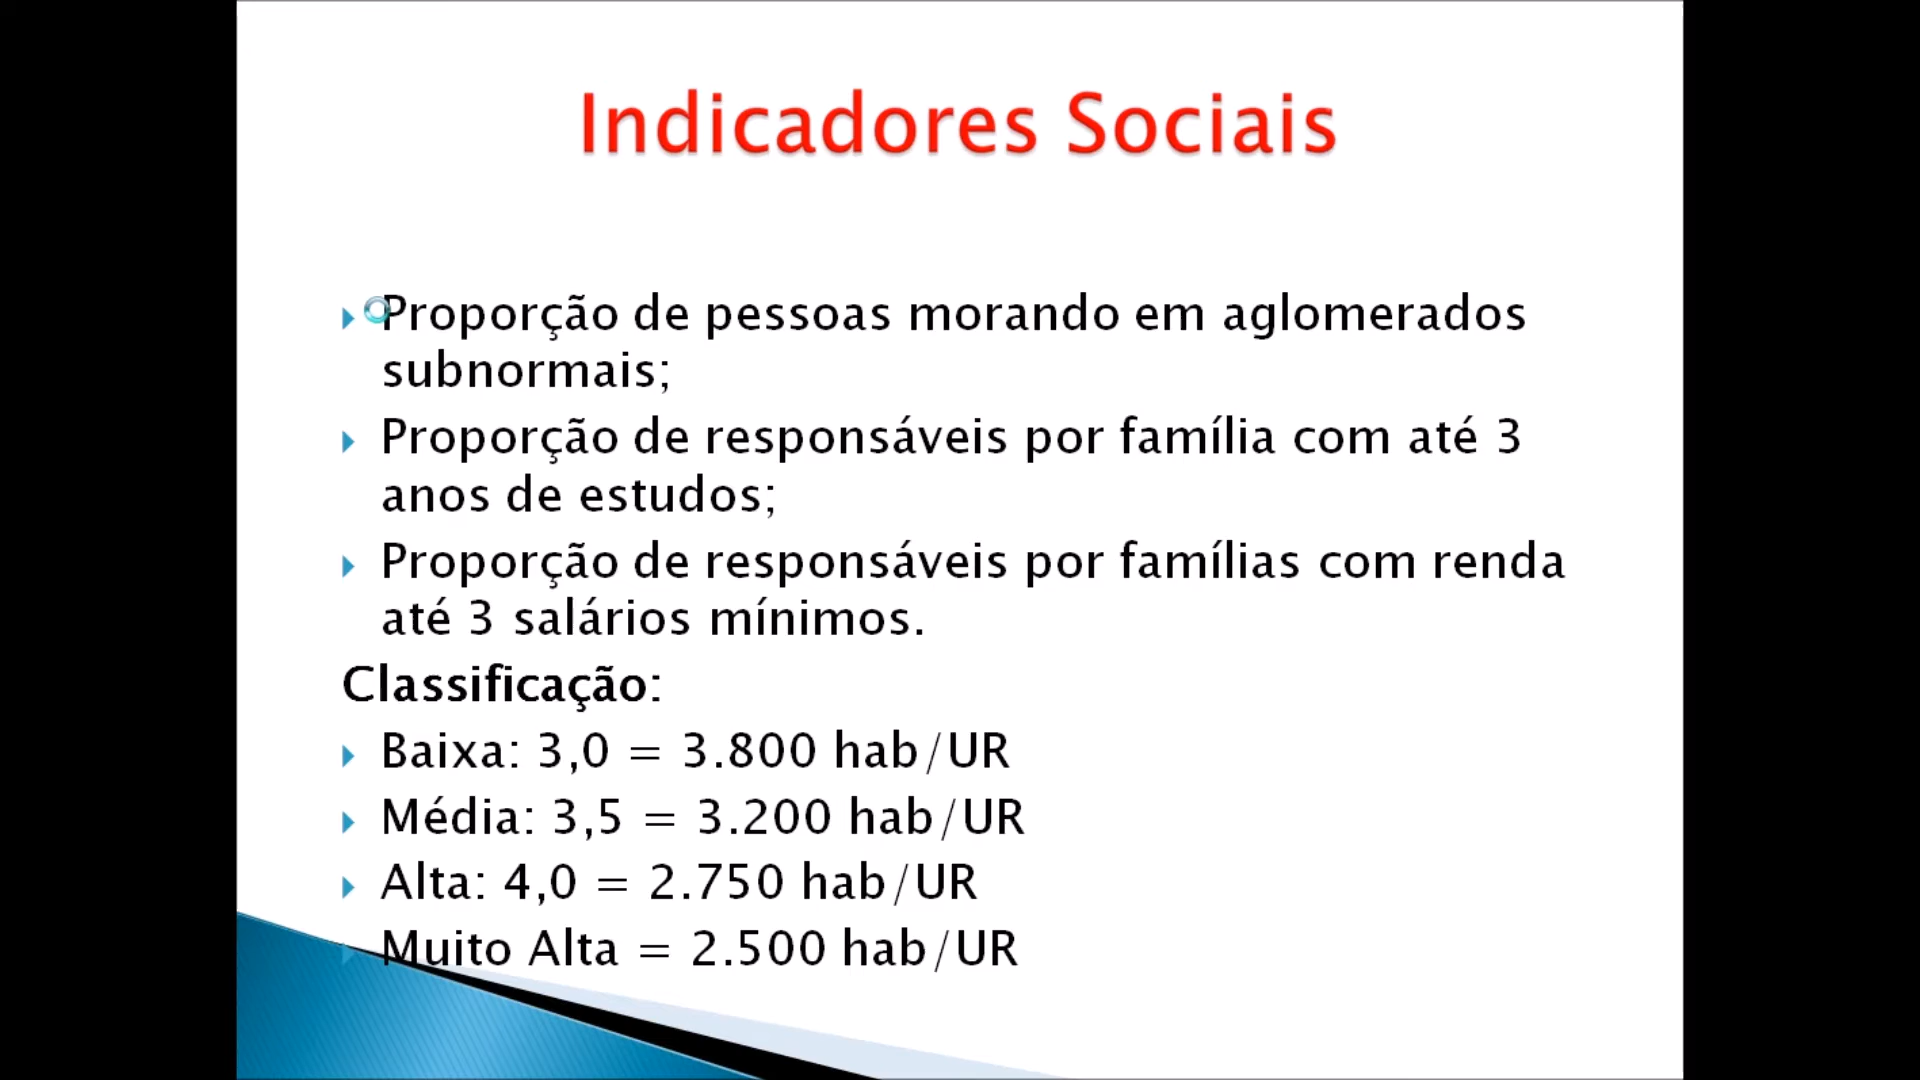 Indicadores Sociais
Proporção de pessoas morando em aglomerados
subnormais;
Proporção de responsáveis por família com até 3
anos de estudos;
Proporção de responsáveis por famílias com renda
até 3 salários mínimos.
Classificação:
Baixa: 3,0 = 3.800 hab/UR
Média: 3,5 = 3.200 hab/UR
Alta: 4,0 = 2.750 hab/UR
Muito Alta = 2.500 hab/UR